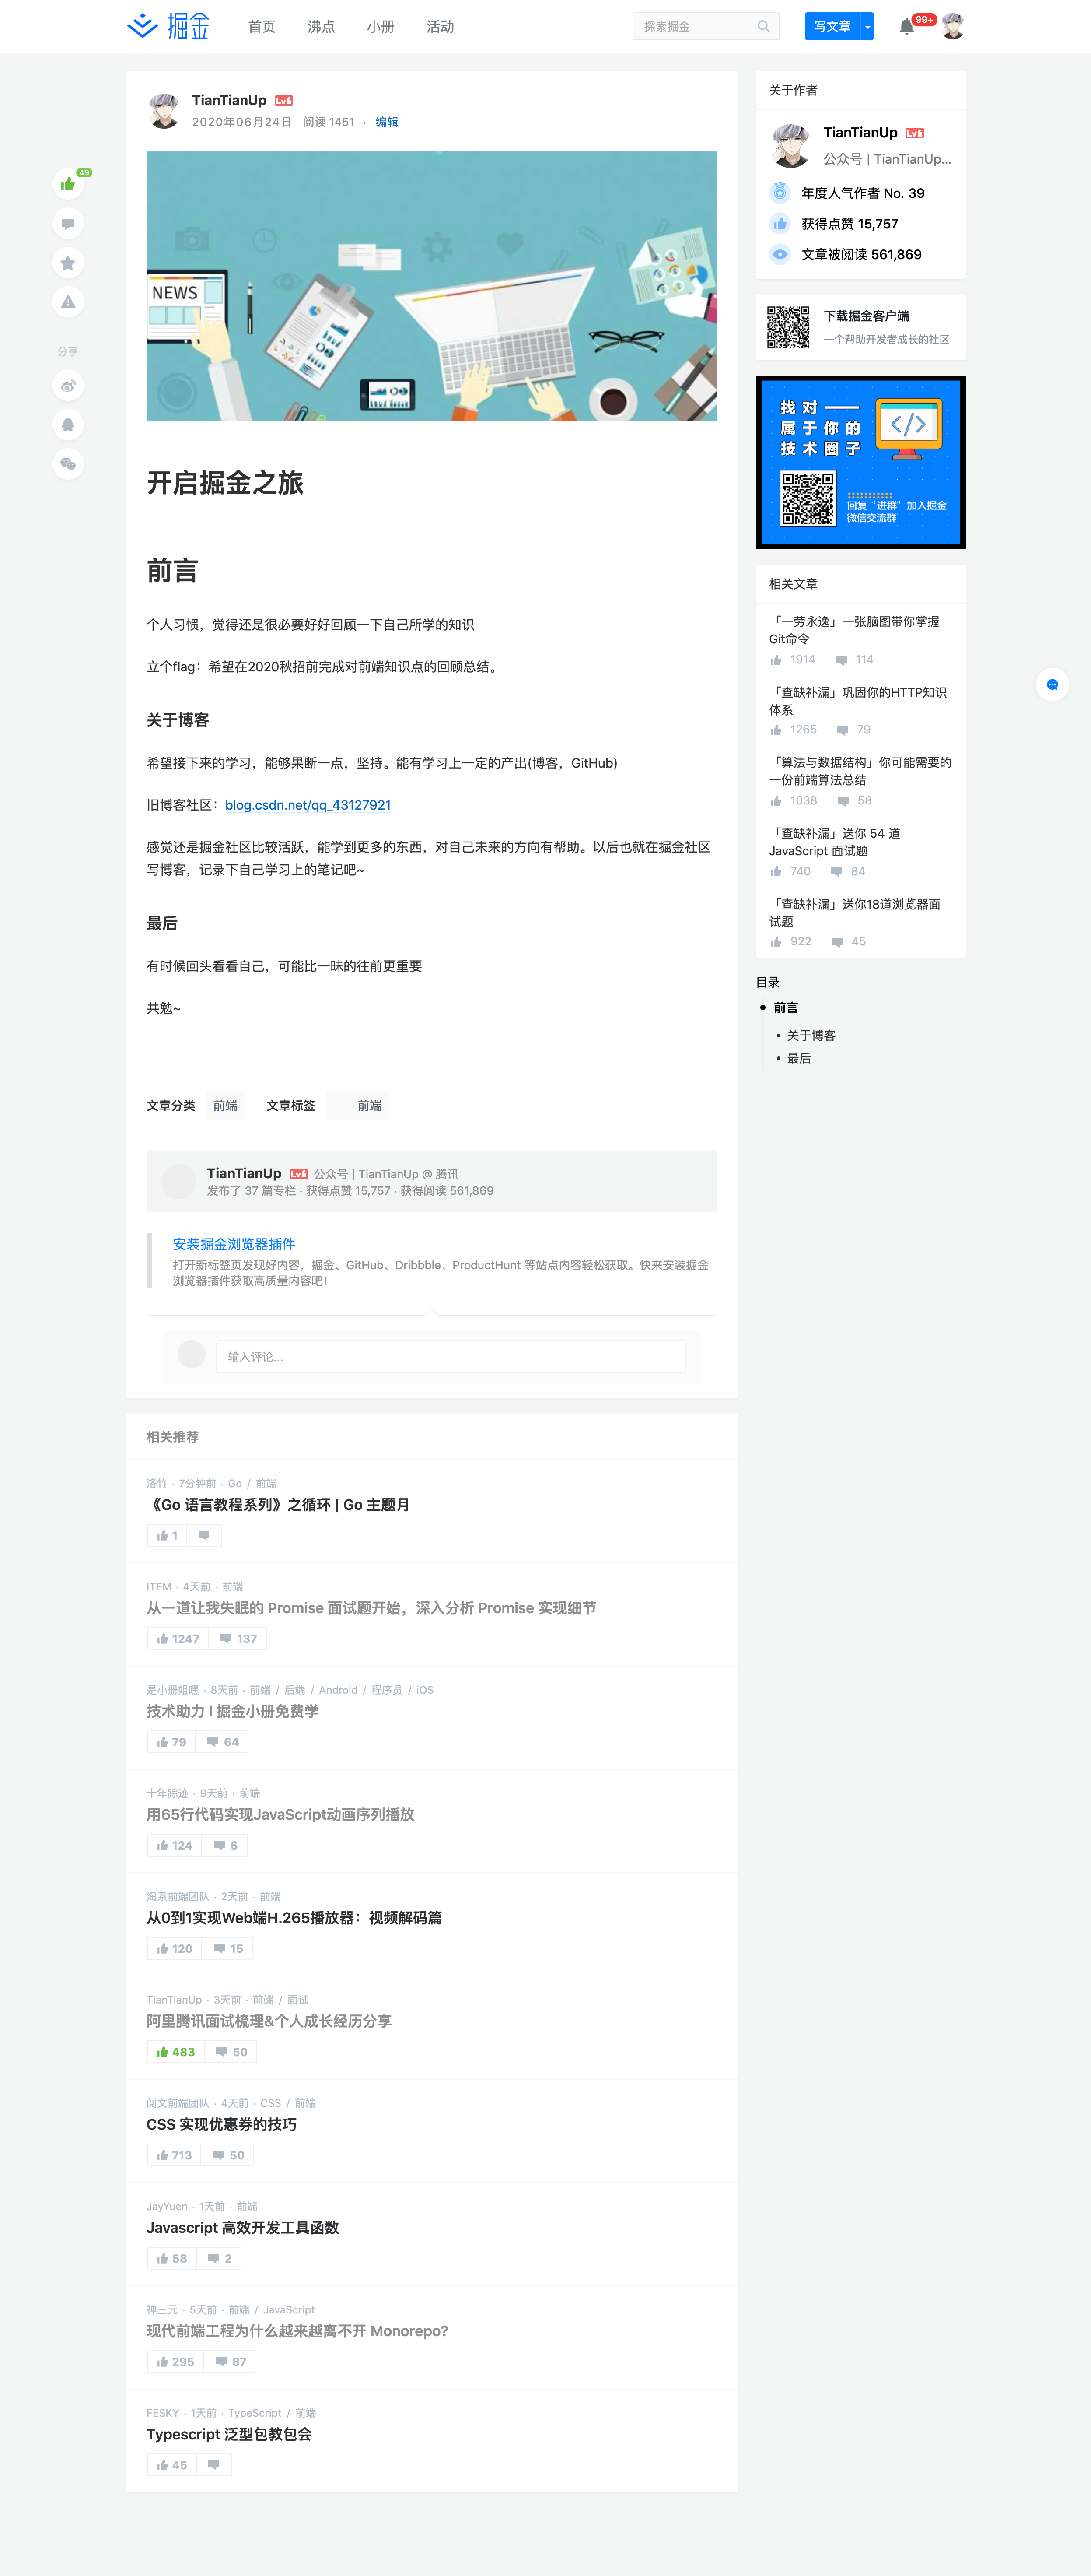 掘金
首页 沸点 小册 活动
探索掘金
写文章
99+
TianTianUp Lv6
2020年06月24日 阅读 1451 · 编辑
49
分享
NEWS
开启掘金之旅
前言
个人习惯，觉得还是很必要好好回顾一下自己所学的知识
立个flag：希望在2020秋招前完成对前端知识点的回顾总结。
关于博客
希望接下来的学习，能够果断一点，坚持。能有学习上一定的产出(博客，GitHub)
旧博客社区：blog.csdn.net/qq_43127921
感觉还是掘金社区比较活跃，能学到更多的东西，对自己未来的方向有帮助。以后也就在掘金社区
写博客，记录下自己学习上的笔记吧~
最后
有时候回头看看自己，可能比一昧的往前更重要
共勉~
文章分类 前端 文章标签 前端
TianTianUp Lv6 公众号 | TianTianUp @ 腾讯
发布了 37 篇专栏 · 获得点赞 15,757 · 获得阅读 561,869
安装掘金浏览器插件
打开新标签页发现好内容，掘金、GitHub、Dribbble、ProductHunt 等站点内容轻松获取。快来安装掘金
浏览器插件获取高质量内容吧！
输入评论...
关于作者
TianTianUp Lv6
公众号 | TianTianUp...
年度人气作者 No. 39
获得点赞 15,757
文章被阅读 561,869
下载掘金客户端
一个帮助开发者成长的社区
找对——
属于你的
技术圈子
</>
回复‘进群’加入掘金
微信交流群
相关文章
「一劳永逸」一张脑图带你掌握
Git命令
1914 114
「查缺补漏」巩固你的HTTP知识
体系
1265 79
「算法与数据结构」你可能需要的
一份前端算法总结
1038 58
「查缺补漏」送你 54 道
JavaScript 面试题
740 84
「查缺补漏」送你18道浏览器面
试题
922 45
目录
前言
关于博客
最后
相关推荐
洛竹 · 7分钟前 · Go / 前端
《Go 语言教程系列》之循环 | Go 主题月
1
ITEM · 4天前 · 前端
从一道让我失眠的 Promise 面试题开始，深入分析 Promise 实现细节
1247 137
是小册姐嘿 · 8天前 · 前端 / 后端 / Android / 程序员 / iOS
技术助力 l 掘金小册免费学
79 64
十年踪迹 · 9天前 · 前端
用65行代码实现JavaScript动画序列播放
124 6
淘系前端团队 · 2天前 · 前端
从0到1实现Web端H.265播放器：视频解码篇
120 15
TianTianUp · 3天前 · 前端 / 面试
阿里腾讯面试梳理&个人成长经历分享
483 50
阅文前端团队 · 4天前 · CSS / 前端
CSS 实现优惠券的技巧
713 50
JayYuen · 1天前 · 前端
Javascript 高效开发工具函数
58 2
神三元 · 5天前 · 前端 / JavaScript
现代前端工程为什么越来越离不开 Monorepo?
295 87
FESKY · 1天前 · TypeScript / 前端
Typescript 泛型包教包会
45